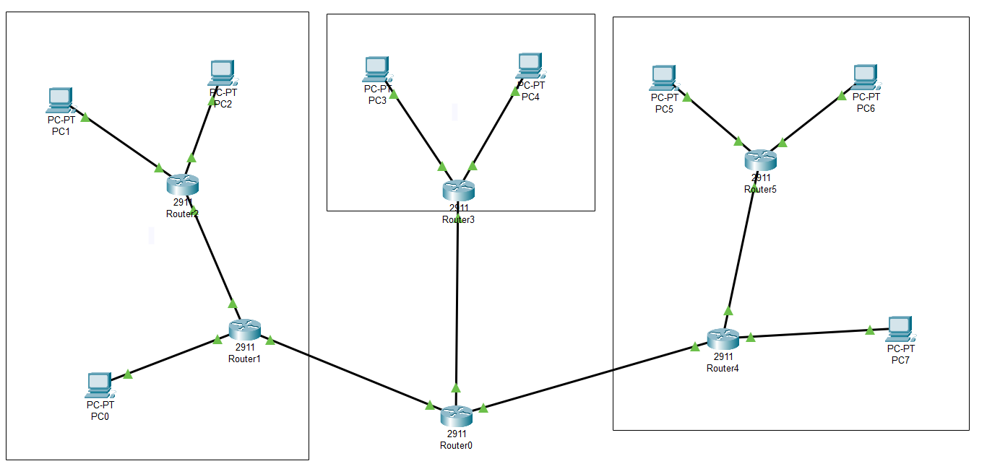 PC-PT
PC1
PC-PT
PC2
2911
Router2
2911
Router1
PC-PT
PC0
PC-PT
PC3
PC-PT
PC4
2911
Router3
2911
Router0
PC-PT
PC5
PC-PT
PC6
2911
Router5
2911
Router4
PC-PT
PC7